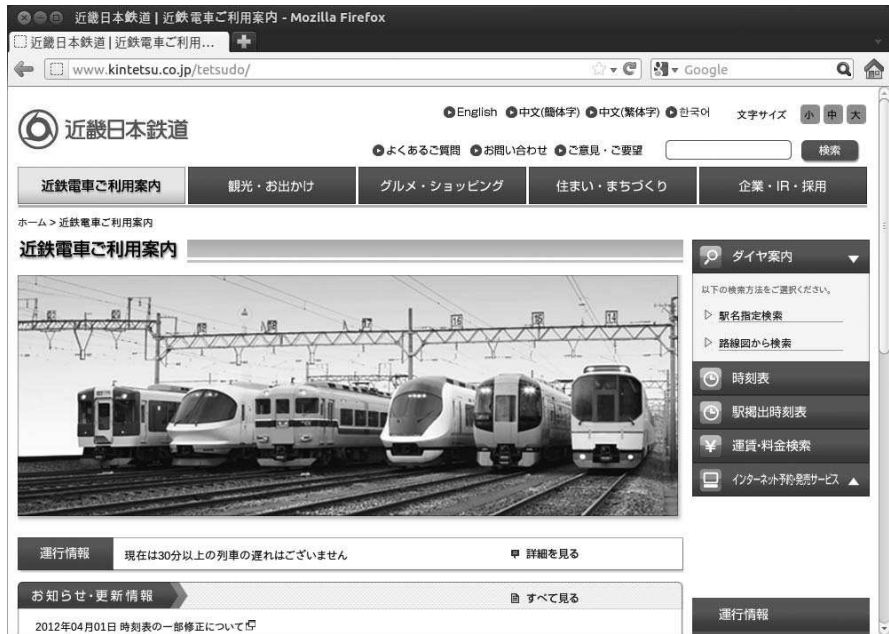 近畿日本鉄道 | 近鉄電車ご利用案内 - Mozilla Firefox
近畿日本鉄道 | 近鉄電車ご利用...
www.kintetsu.co.jp/tetsudo/
Google
近畿日本鉄道
English 中文(簡体字) 中文(繁体字) 한국어 文字サイズ 小 中 大
よくあるご質問 お問い合わせ ご意見・ご要望 検索
近鉄電車ご利用案内 観光・お出かけ グルメ・ショッピング 住まい・まちづくり 企業・IR・採用
ホーム > 近鉄電車ご利用案内
近鉄電車ご利用案内
ダイヤ案内
以下の検索方法をご選択ください。
駅名指定検索
路線図から検索
時刻表
駅掲出時刻表
運賃・料金検索
インターネット予約・発売サービス
17 16 15 14
運行情報 現在は30分以上の列車の遅れはございません 詳細を見る
お知らせ・更新情報 すべて見る
2012年04月01日 時刻表の一部修正について
運行情報